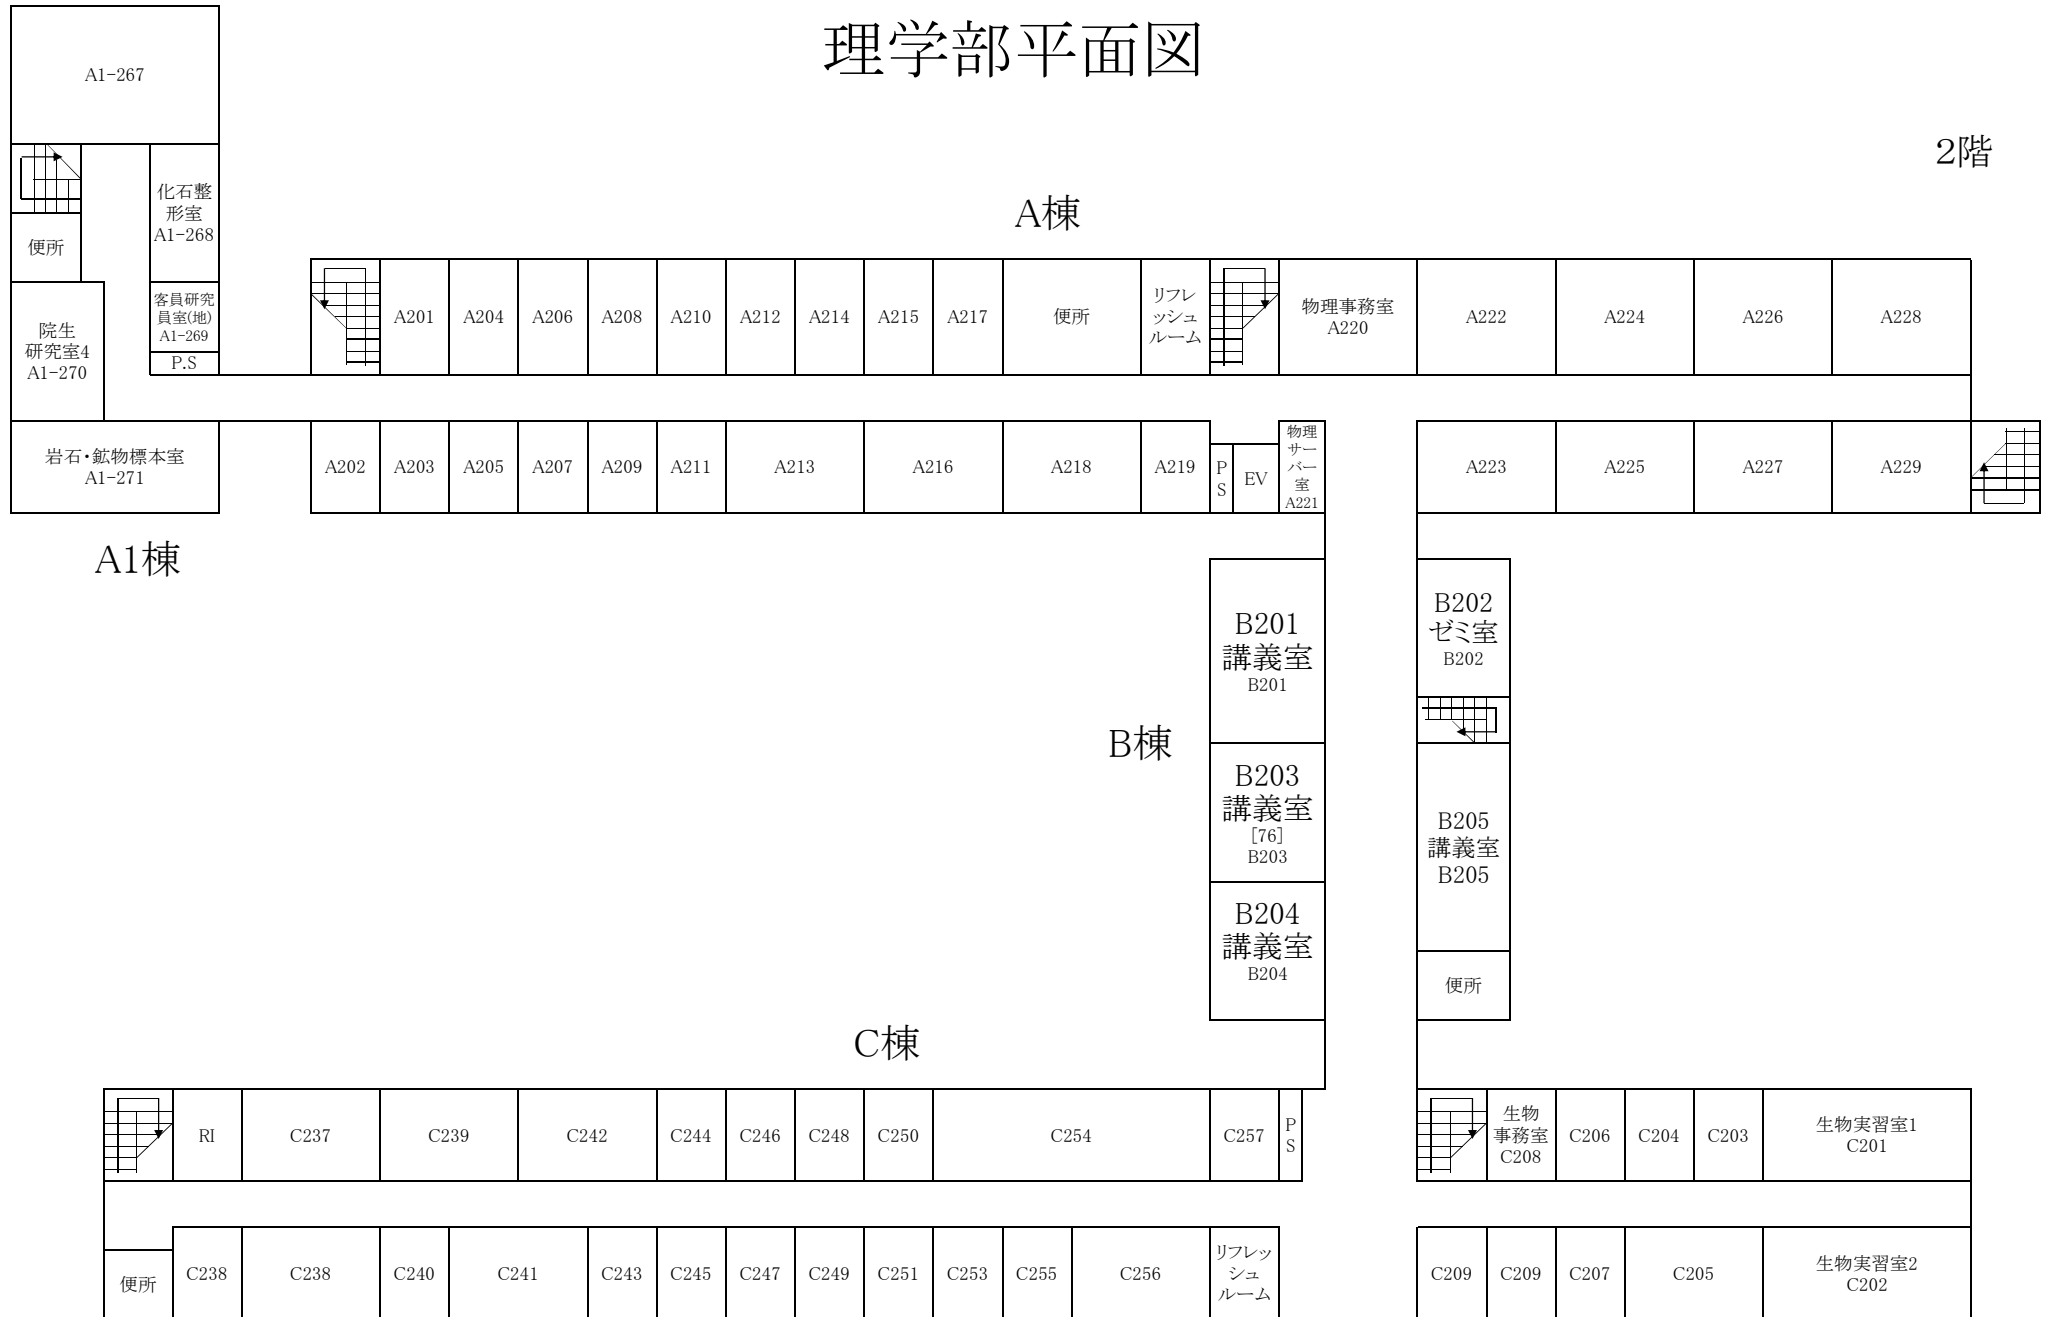 理学部平面図
2階
A1-267
化石整
形室
A1-268
便所
客員研究
員室(地)
A1-269
P.S
院生
研究室4
A1-270
岩石・鉱物標本室
A1-271
A1棟
A棟
A201
A204
A206
A208
A210
A212
A214
A215
A217
便所
リフレ
ッシュ
ルーム
物理事務室
A220
A222
A224
A226
A228
A202
A203
A205
A207
A209
A211
A213
A216
A218
A219
P
S
EV
物理
サー
バー
室
A221
A223
A225
A227
A229
B棟
B201
講義室
B201
B202
ゼミ室
B202
B203
講義室
[76]
B203
B205
講義室
B205
B204
講義室
B204
便所
C棟
RI
C237
C239
C242
C244
C246
C248
C250
C254
C257
P
S
生物
事務室
C208
C206
C204
C203
生物実習室1
C201
便所
C238
C238
C240
C241
C243
C245
C247
C249
C251
C253
C255
C256
リフレッ
シュ
ルーム
C209
C209
C207
C205
生物実習室2
C202